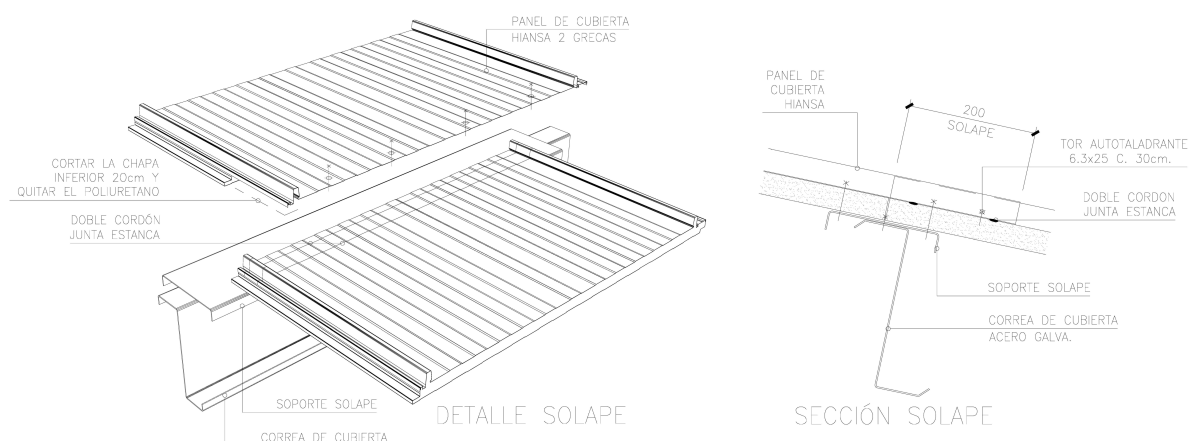 PANEL DE CUBIERTA
HIANSA 2 GRECAS
CORTAR LA CHAPA
INFERIOR 20cm Y
QUITAR EL POLIURETANO
DOBLE CORDÓN
JUNTA ESTANCA
SOPORTE SOLAPE
CORREA DE CUBIERTA
DETALLE SOLAPE
PANEL DE
CUBIERTA
HIANSA
200
SOLAPE
TOR AUTOTALADRANTE
6.3x25 C. 30cm.
DOBLE CORDON
JUNTA ESTANCA
SOPORTE SOLAPE
CORREA DE CUBIERTA
ACERO GALVA.
SECCIÓN SOLAPE